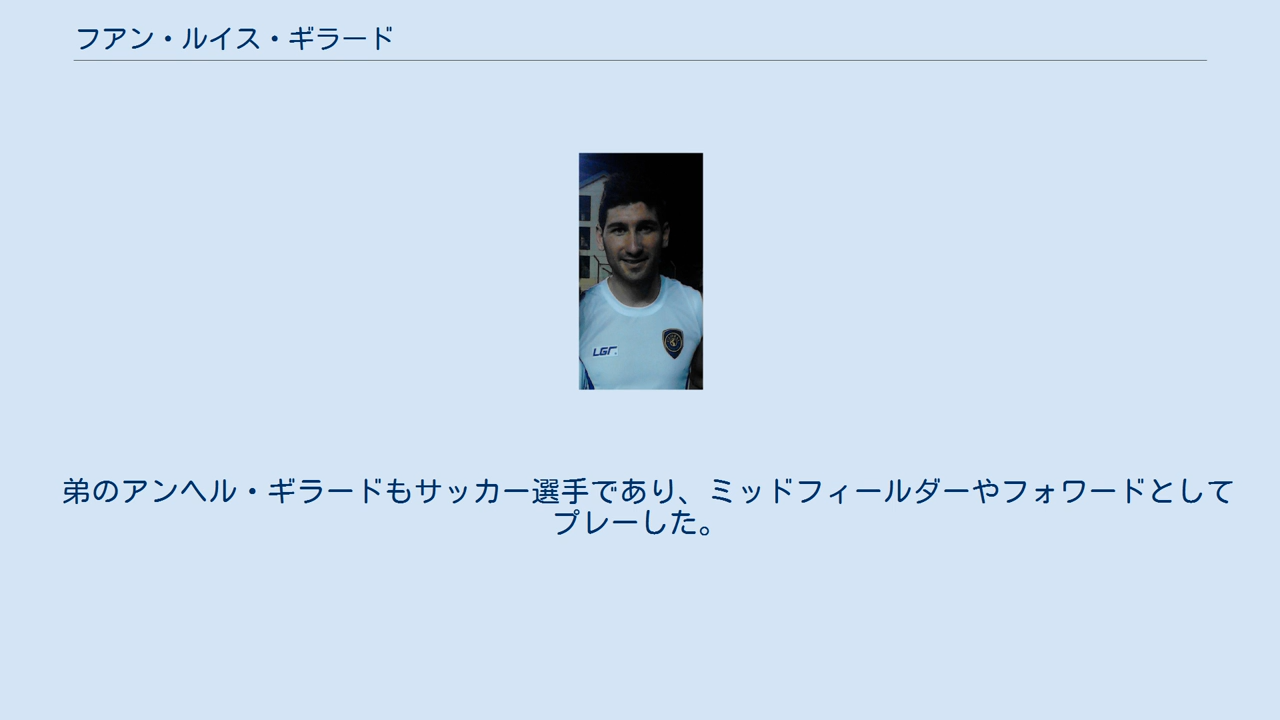 フアン・ルイス・ギラード
LGR
弟のアンヘル・ギラードもサッカー選手であり、ミッドフィールダーやフォワードとして
プレーした。